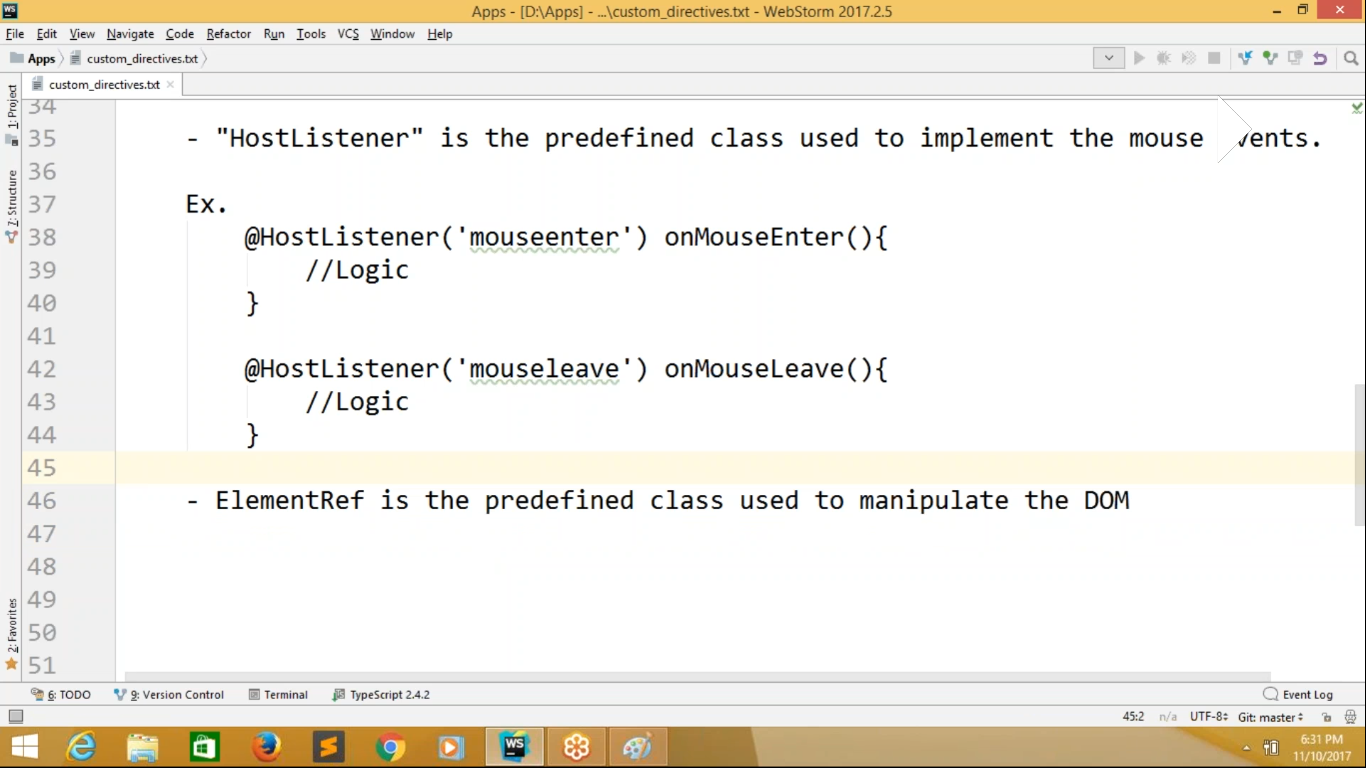 WS
Apps - [D:\Apps] - ...\custom_directives.txt - WebStorm 2017.2.5
File Edit View Navigate Code Refactor Run Tools VCS Window Help
Apps custom_directives.txt
custom_directives.txt
1: Project
7: Structure
2: Favorites
34
35 - "HostListener" is the predefined class used to implement the mouse vents.
36
37 Ex.
38 @HostListener('mouseenter') onMouseEnter(){
39 //Logic
40 }
41
42 @HostListener('mouseleave') onMouseLeave(){
43 //Logic
44 }
45
46 - ElementRef is the predefined class used to manipulate the DOM
47
48
49
50
51
6: TODO 9: Version Control Terminal TypeScript 2.4.2 Event Log
45:2 n/a UTF-8 Git: master
WS
6:31 PM
11/10/2017